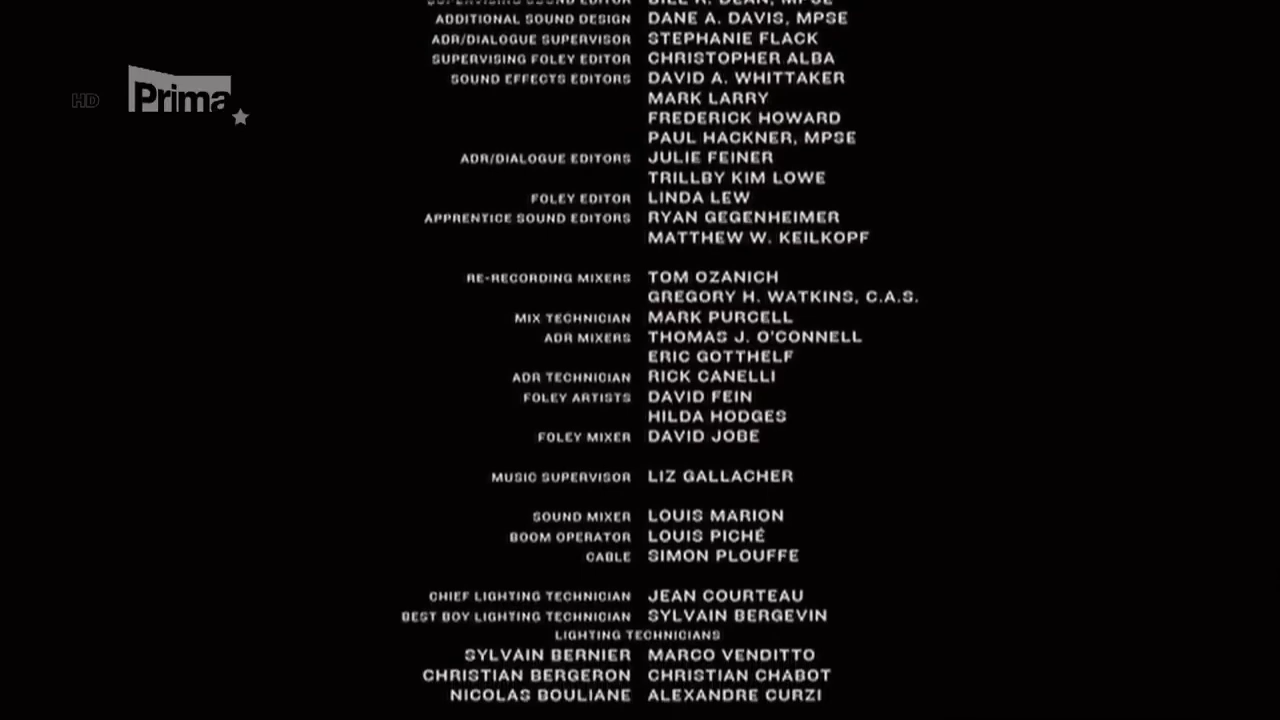 SUPERVISING SOUND EDITOR BILL R. DEAN, MPSE
ADDITIONAL SOUND DESIGN DANE A. DAVIS, MPSE
ADR/DIALOGUE SUPERVISOR STEPHANIE FLACK
SUPERVISING FOLEY EDITOR CHRISTOPHER ALBA
SOUND EFFECTS EDITORS DAVID A. WHITTAKER
HD Prima
MARK LARRY
FREDERICK HOWARD
PAUL HACKNER, MPSE
ADR/DIALOGUE EDITORS JULIE FEINER
TRILLBY KIM LOWE
FOLEY EDITOR LINDA LEW
APPRENTICE SOUND EDITORS RYAN GEGENHEIMER
MATTHEW W. KEILKOPF
RE-RECORDING MIXERS TOM OZANICH
GREGORY H. WATKINS, C.A.S.
MIX TECHNICIAN MARK PURCELL
ADR MIXERS THOMAS J. O'CONNELL
ERIC GOTTHELF
ADR TECHNICIAN RICK CANELLI
FOLEY ARTISTS DAVID FEIN
HILDA HODGES
FOLEY MIXER DAVID JOBE
MUSIC SUPERVISOR LIZ GALLACHER
SOUND MIXER LOUIS MARION
BOOM OPERATOR LOUIS PICHÉ
CABLE SIMON PLOUFFE
CHIEF LIGHTING TECHNICIAN JEAN COURTEAU
BEST BOY LIGHTING TECHNICIAN SYLVAIN BERGEVIN
LIGHTING TECHNICIANS
SYLVAIN BERNIER MARCO VENDITTO
CHRISTIAN BERGERON CHRISTIAN CHABOT
NICOLAS BOULIANE ALEXANDRE CURZI